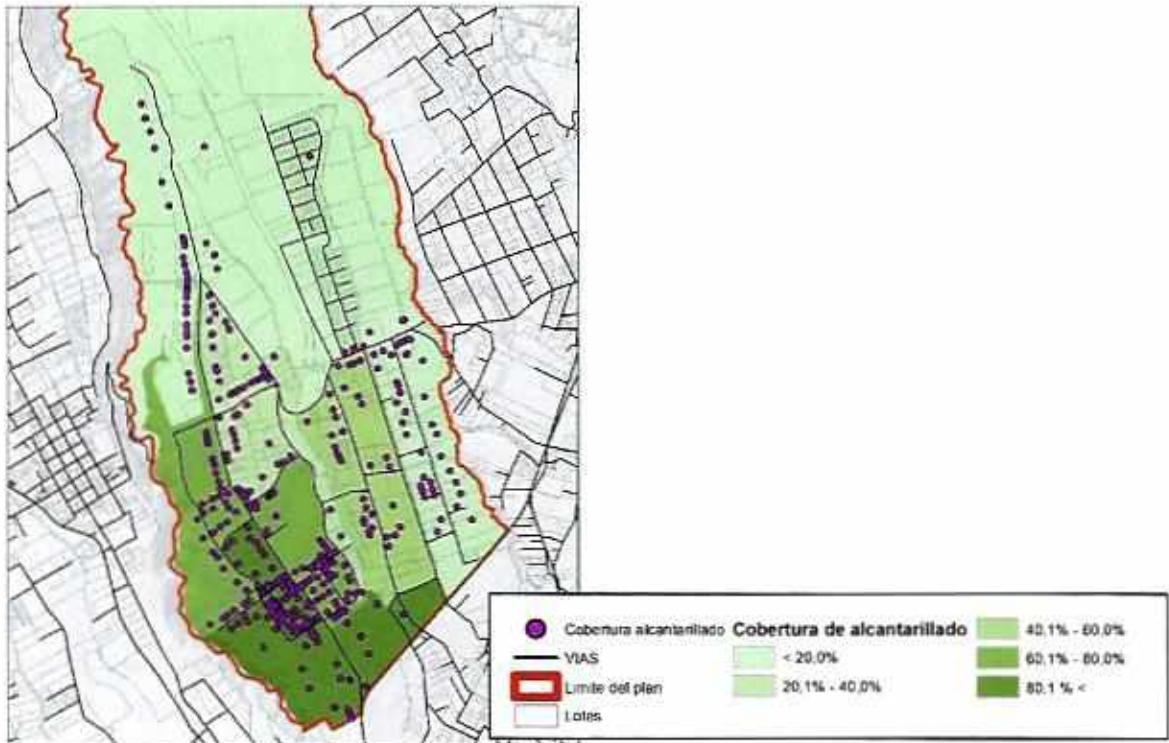 Cobertura alcantarillado
VIAS
Limite del plan
Lotes
Cobertura de alcantarillado
< 20,0%
20,1% - 40,0%
40,1% - 60,0%
60,1% - 80,0%
80,1 % <